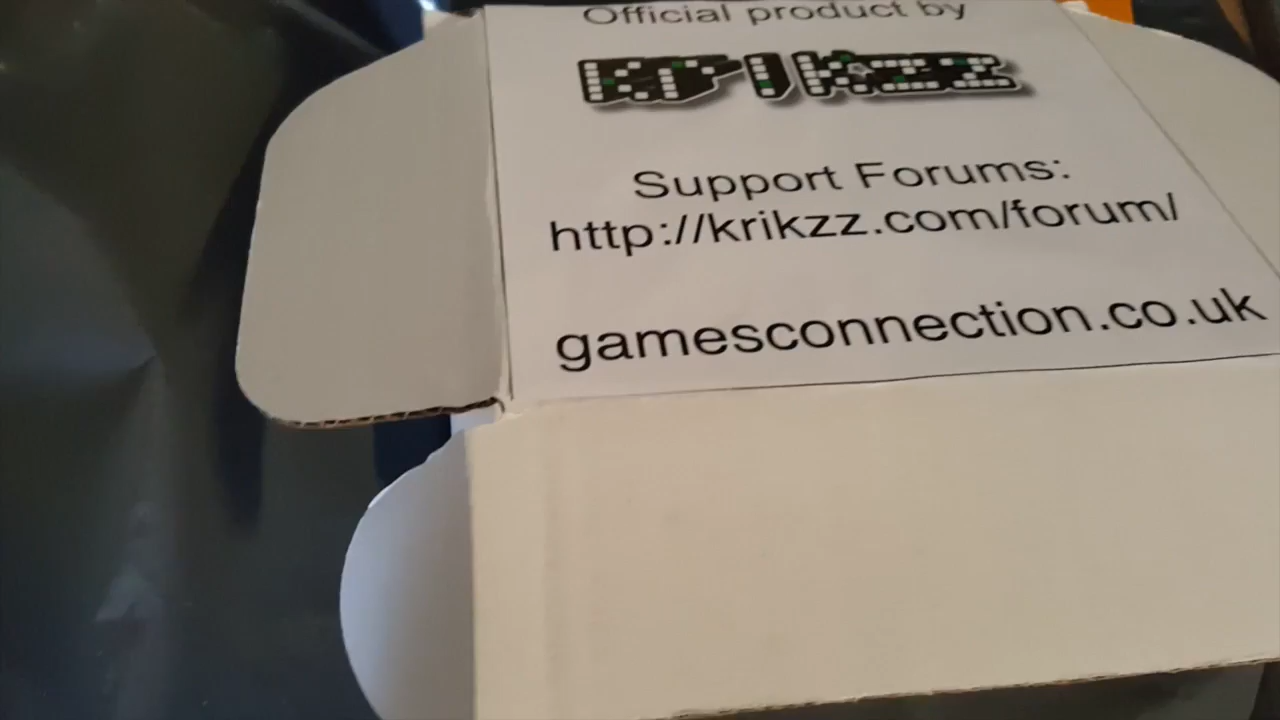 Official product by
KRIKZZ
Support Forums:
http://krikzz.com/forum/
gamesconnection.co.uk